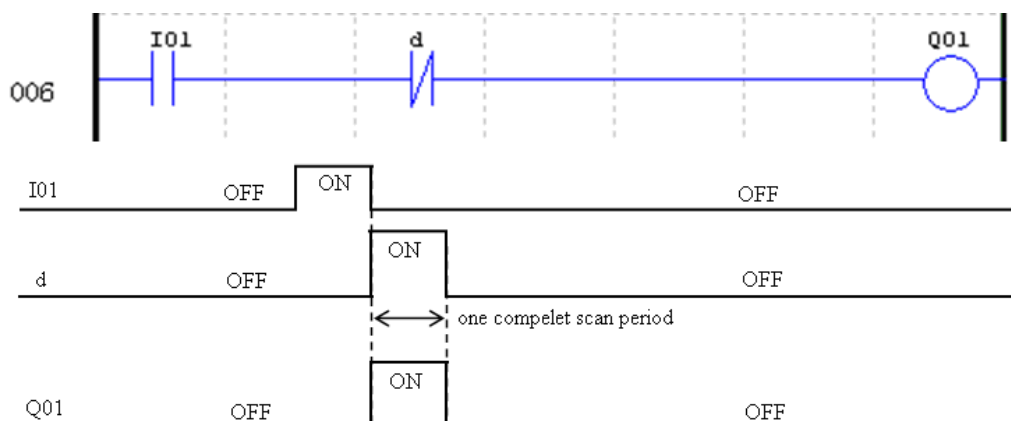 I01 d Q01
006
I01 OFF ON OFF
d OFF ON OFF
one compelet scan period
Q01 OFF ON OFF